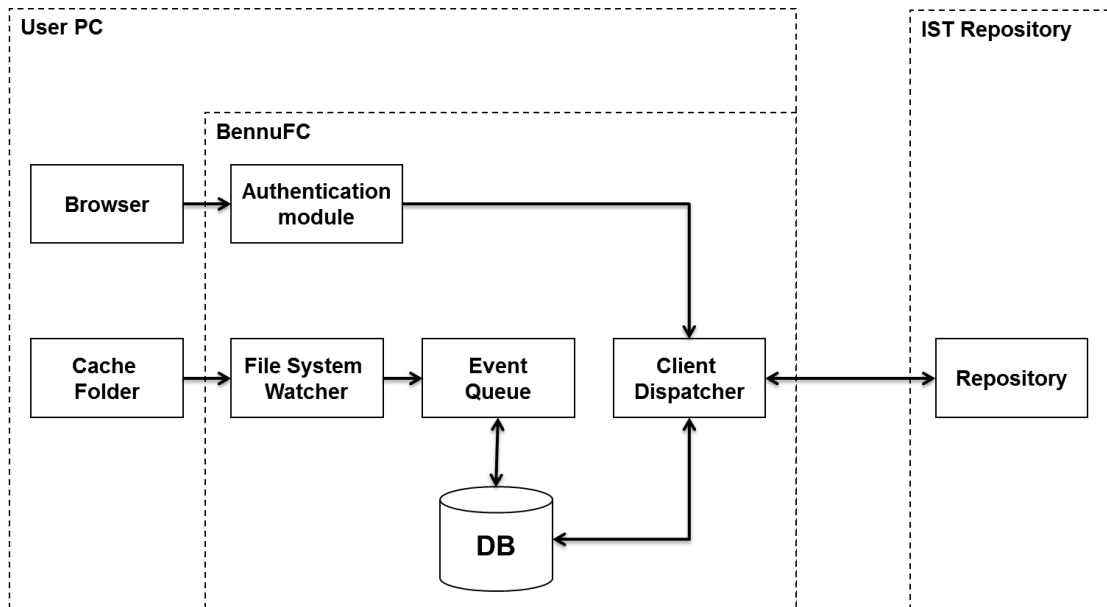 User PC
IST Repository
BennuFC
Browser
Authentication
module
Cache
Folder
File System
Watcher
Event
Queue
Client
Dispatcher
Repository
DB